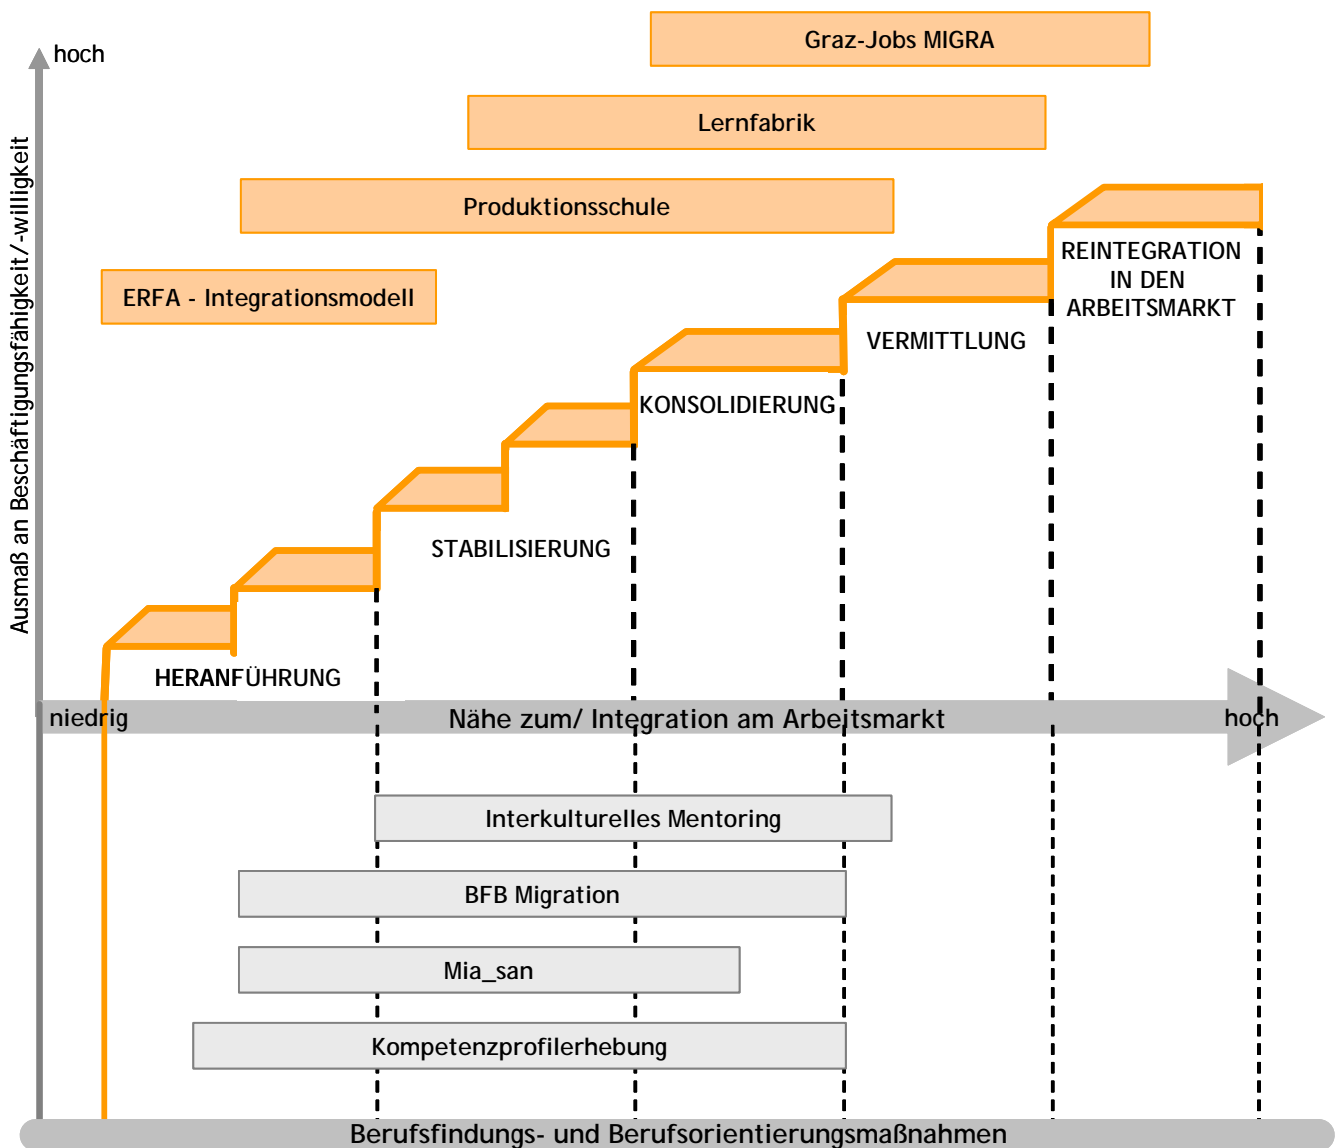 Graz-Jobs MIGRA
hoch
Lernfabrik
Produktionsschule
ERFA - Integrationsmodell
Ausmaß an Beschäftigungsfähigkeit/-willigkeit
REINTEGRATION
IN DEN
ARBEITSMARKT
VERMITTLUNG
KONSOLIDIERUNG
STABILISIERUNG
HERANFÜHRUNG
niedrig
Nähe zum/ Integration am Arbeitsmarkt
hoch
Interkulturelles Mentoring
BFB Migration
Mia_san
Kompetenzprofilerhebung
Berufsfindungs- und Berufsorientierungsmaßnahmen